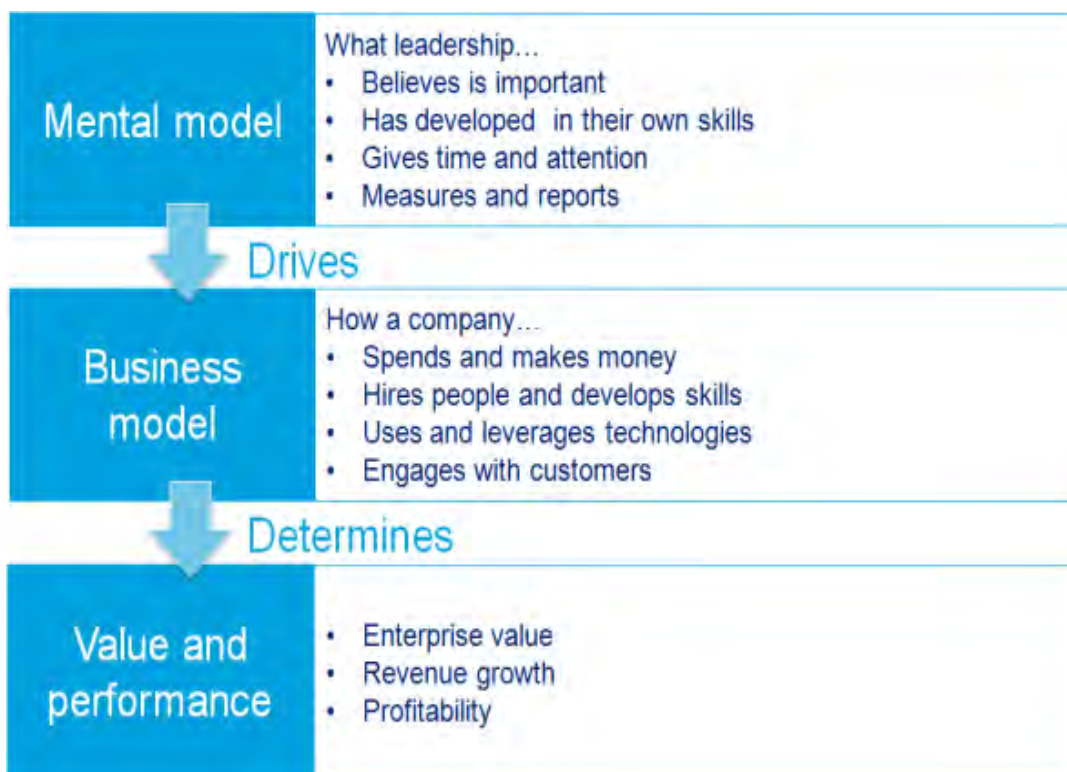 Mental model
What leadership…
• Believes is important
• Has developed in their own skills
• Gives time and attention
• Measures and reports
Drives
Business
model
How a company…
• Spends and makes money
• Hires people and develops skills
• Uses and leverages technologies
• Engages with customers
Determines
Value and
performance
• Enterprise value
• Revenue growth
• Profitability